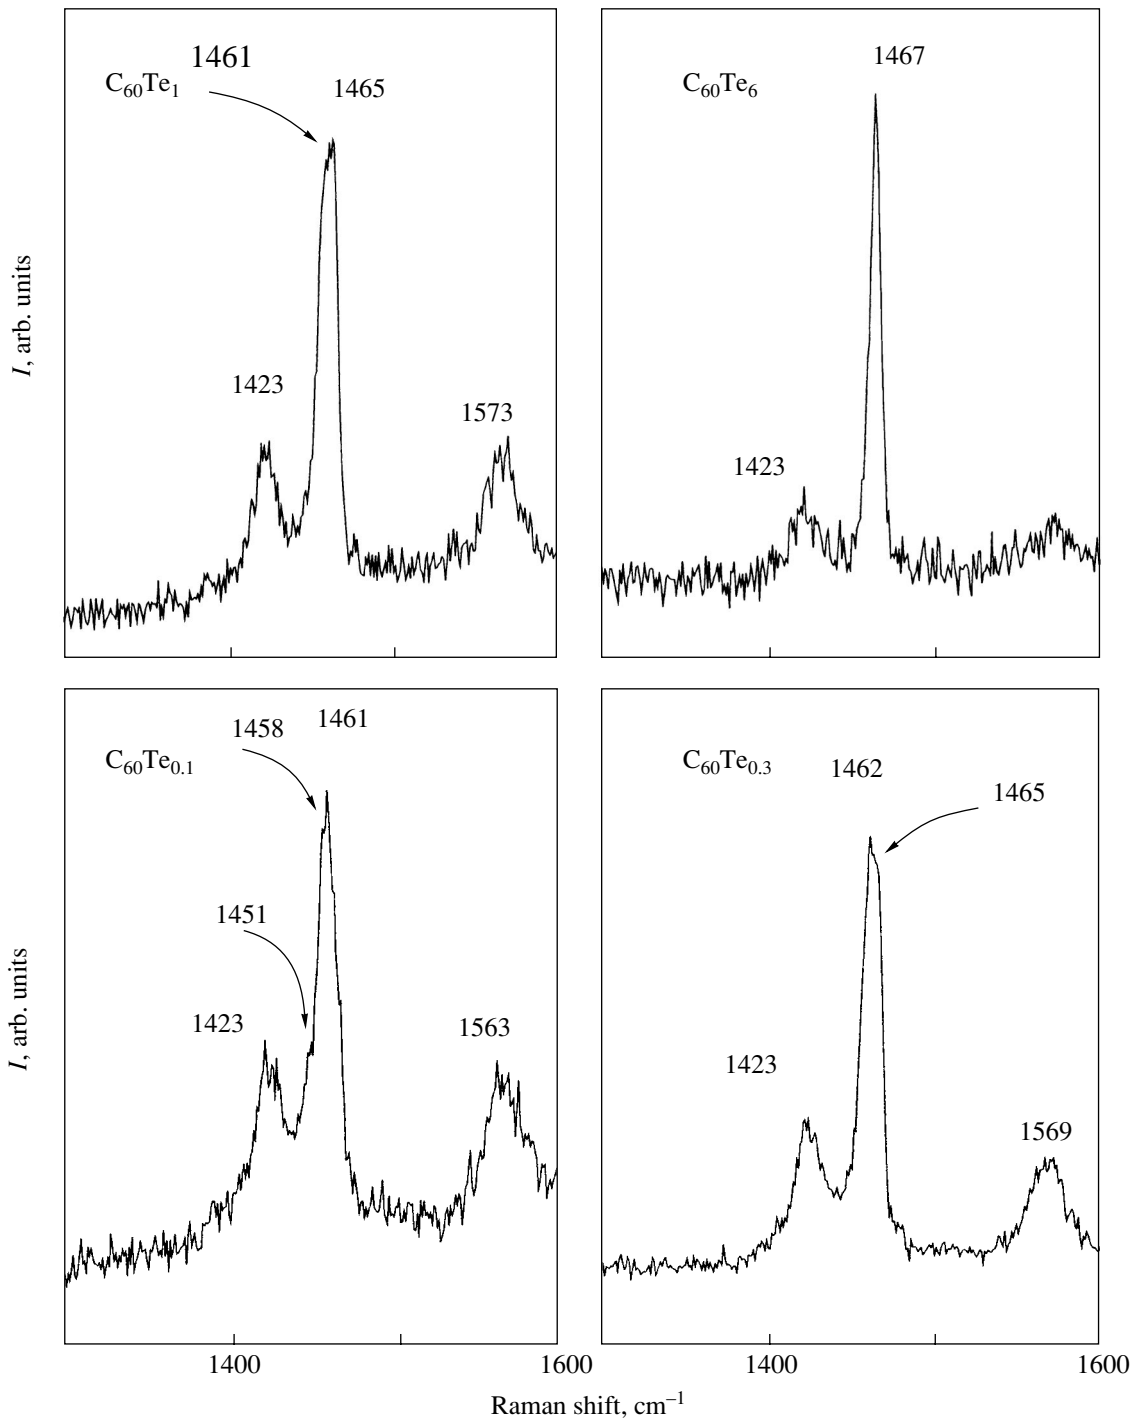 1461
C₆₀Te₁
1465
1423
1573
I, arb. units
C₆₀Te₆
1467
1423
C₆₀Te₀.₁
1458
1461
1451
1423
1563
I, arb. units
1400
1600
C₆₀Te₀.₃
1462
1465
1423
1569
1400
1600
Raman shift, cm⁻¹